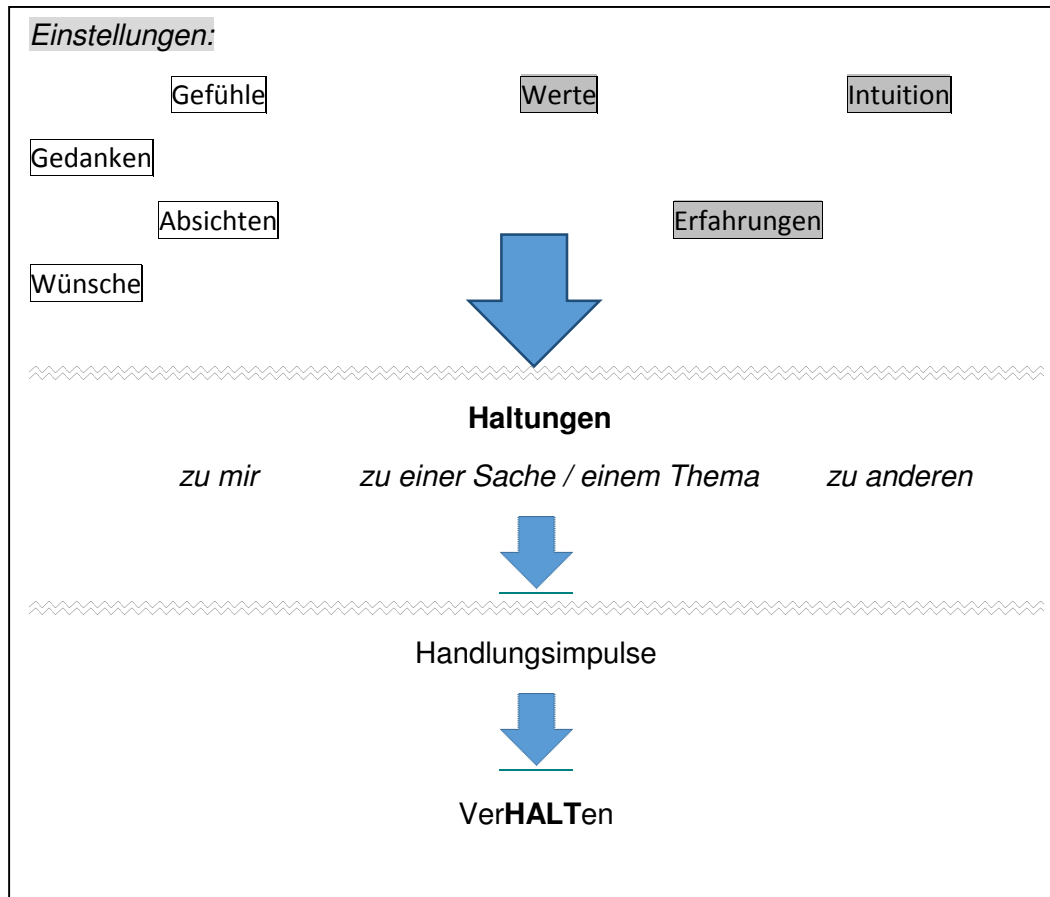 Einstellungen:
Gefühle Werte Intuition
Gedanken
Absichten Erfahrungen
Wünsche
Haltungen
zu mir zu einer Sache / einem Thema zu anderen
Handlungsimpulse
VerHALTen